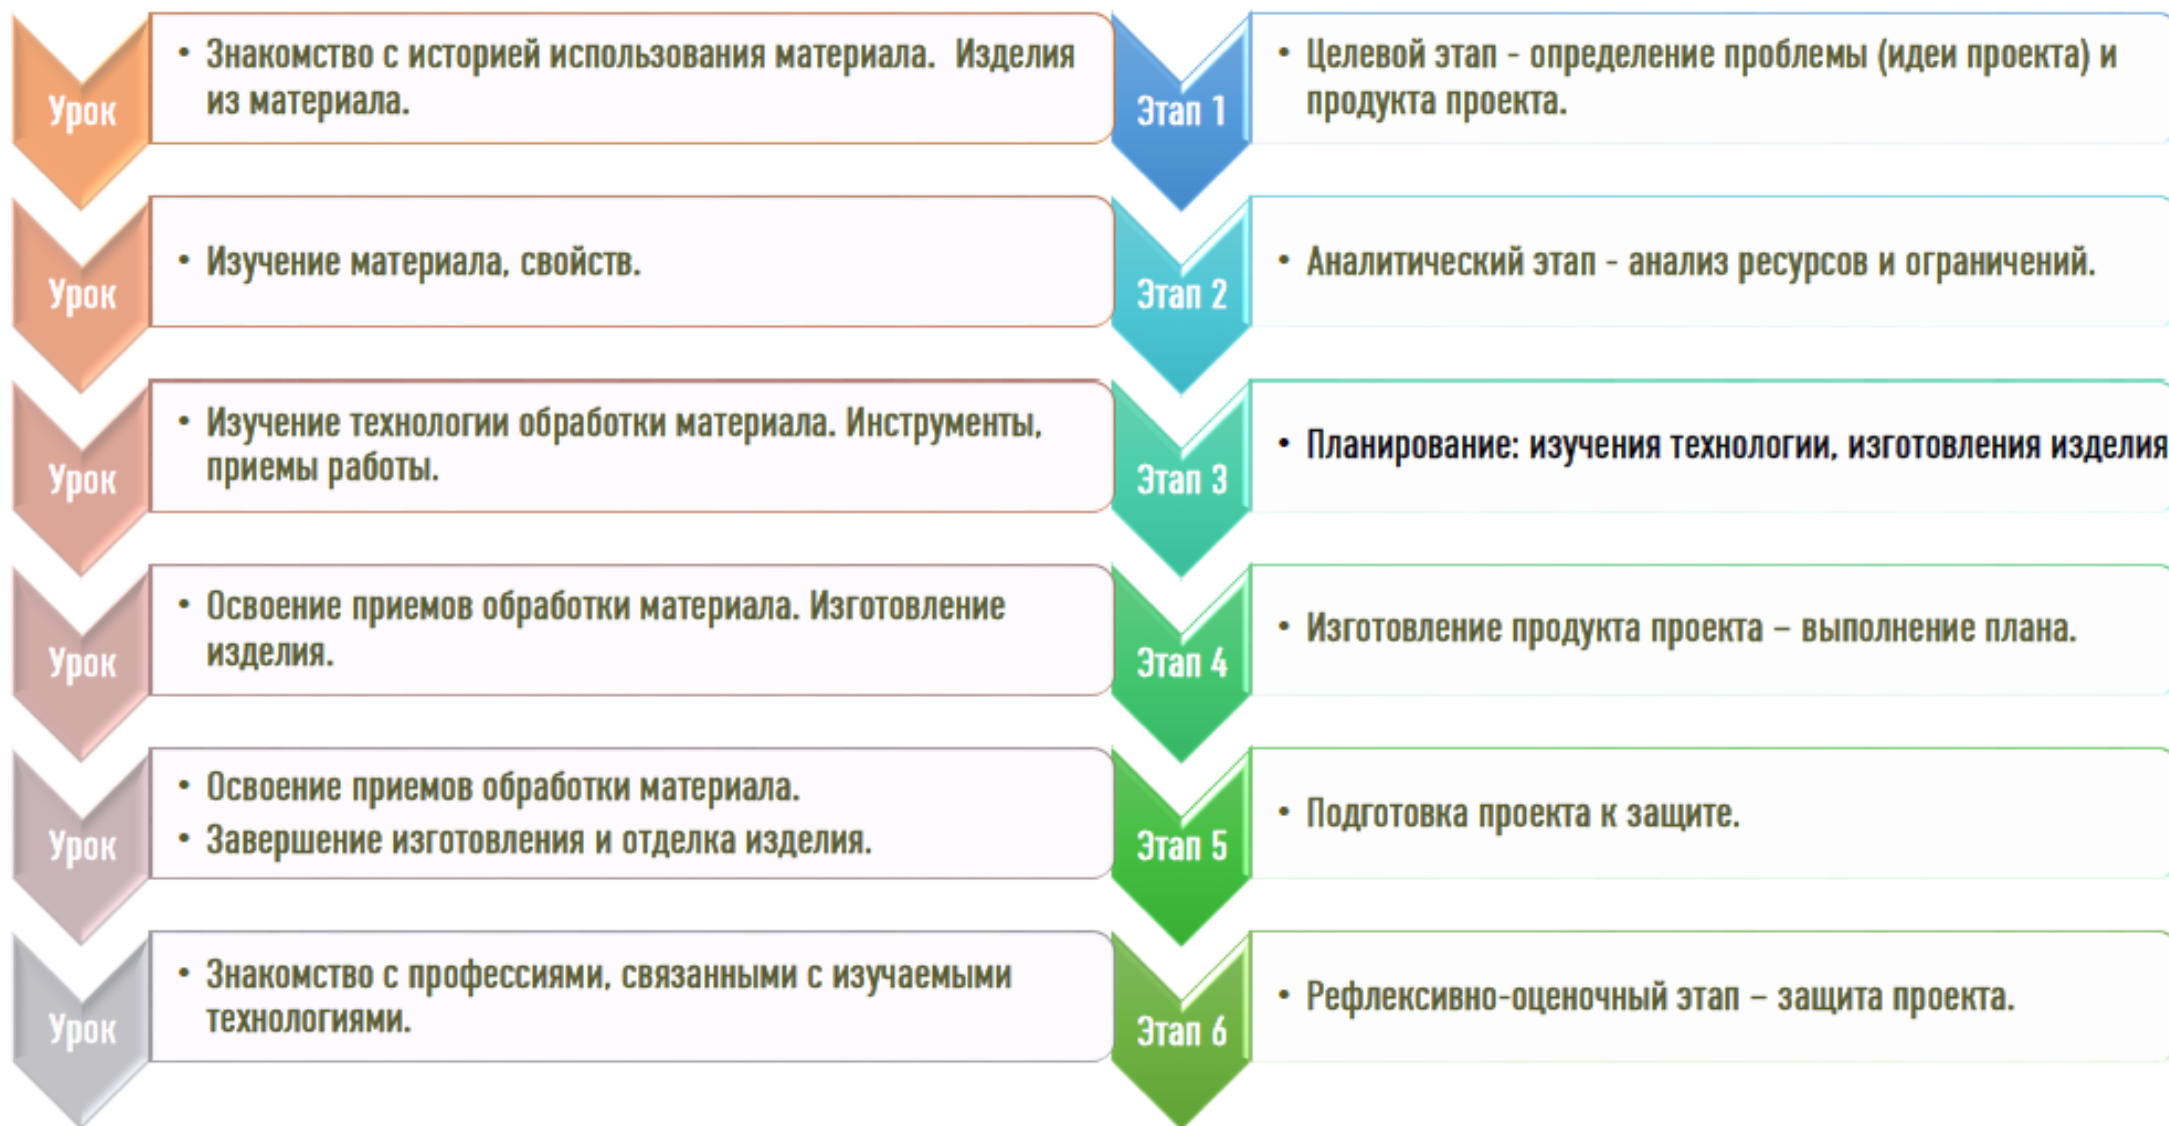 Урок
• Знакомство с историей использования материала. Изделия
из материала.
Этап 1
• Целевой этап - определение проблемы (идеи проекта) и
продукта проекта.
Урок
• Изучение материала, свойств.
Этап 2
• Аналитический этап - анализ ресурсов и ограничений.
Урок
• Изучение технологии обработки материала. Инструменты,
приемы работы.
Этап 3
• Планирование: изучения технологии, изготовления изделия
Урок
• Освоение приемов обработки материала. Изготовление
изделия.
Этап 4
• Изготовление продукта проекта – выполнение плана.
Урок
• Освоение приемов обработки материала.
• Завершение изготовления и отделка изделия.
Этап 5
• Подготовка проекта к защите.
Урок
• Знакомство с профессиями, связанными с изучаемыми
технологиями.
Этап 6
• Рефлексивно-оценочный этап – защита проекта.